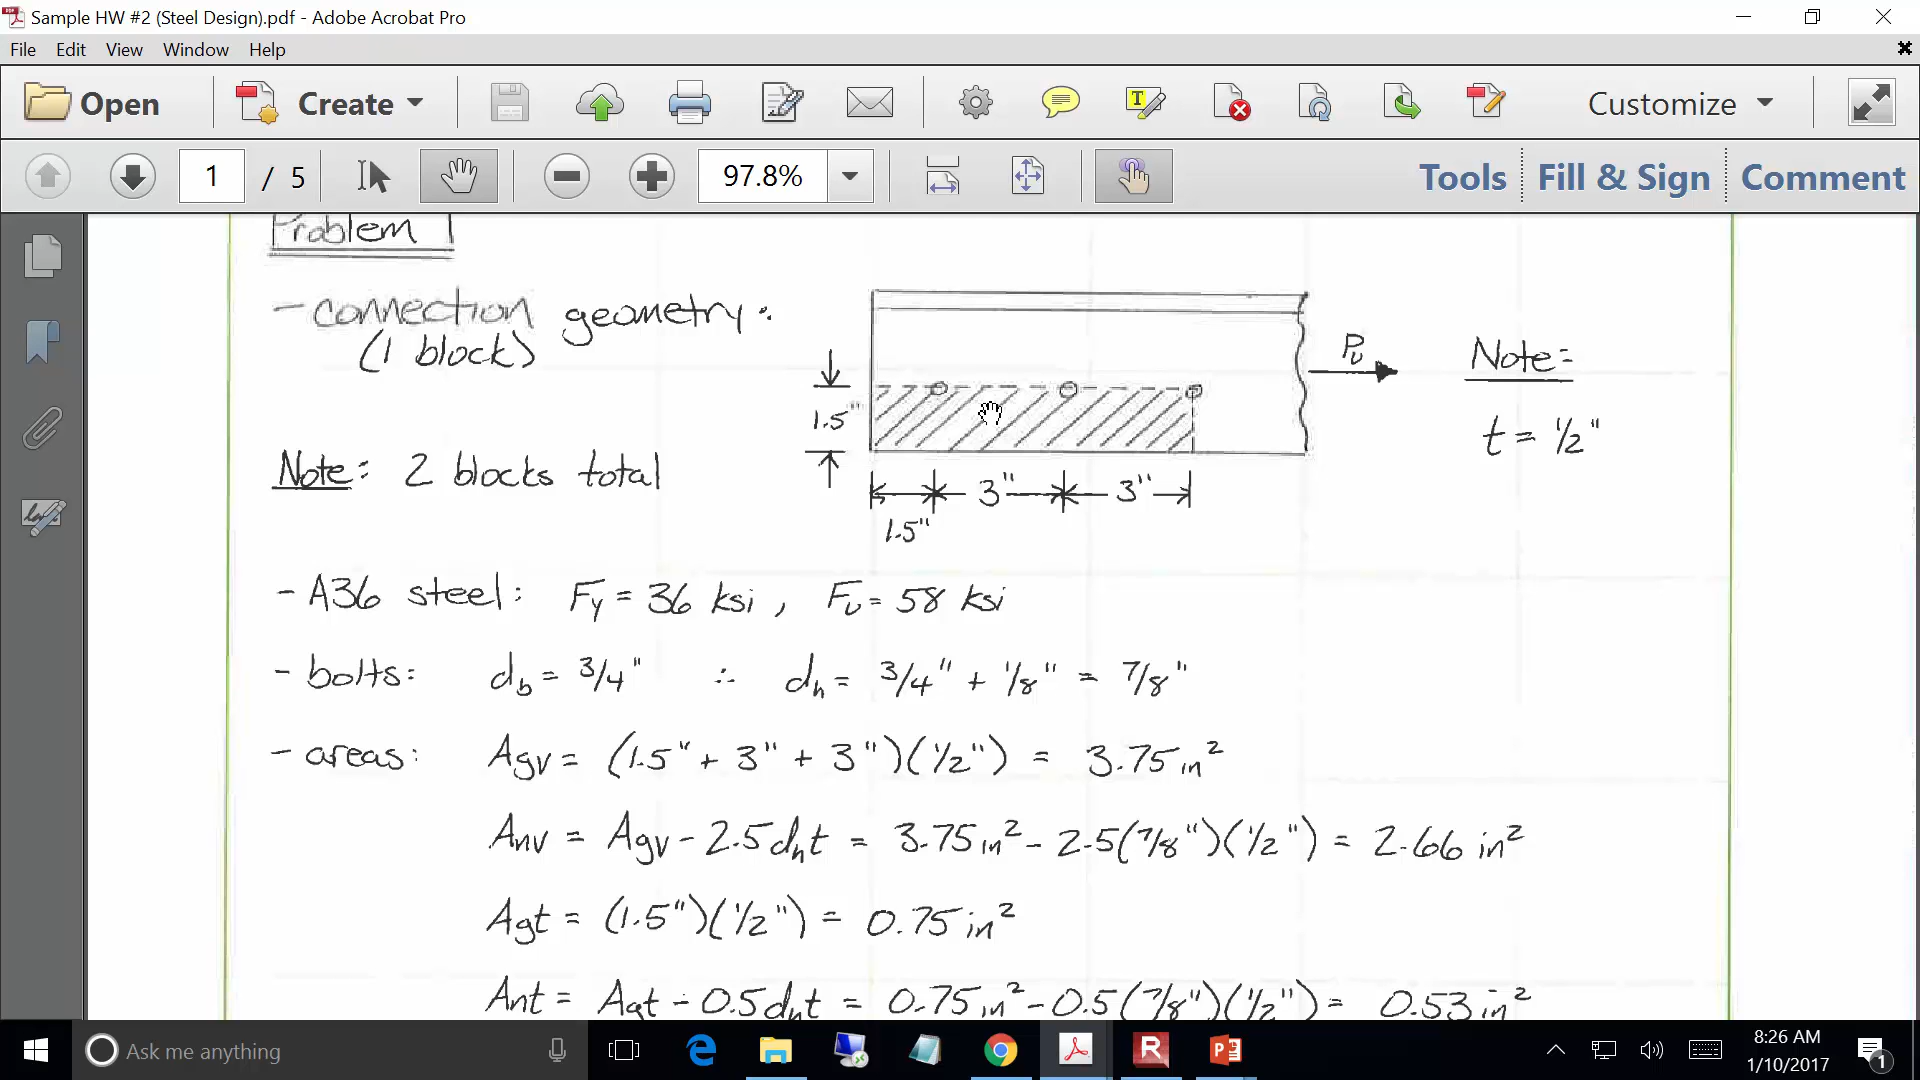 Sample HW #2 (Steel Design).pdf - Adobe Acrobat Pro
File Edit View Window Help
Open Create Customize
1 / 5 97.8% Tools Fill & Sign Comment
Problem 1
- connection geometry:
(1 block)
Pu
Note:
1.5"
t = 1/2"
Note: 2 blocks total
3" 3"
1.5"
- A36 steel: Fy = 36 ksi, Fu = 58 ksi
- bolts: db = 3/4" ∴ dh = 3/4" + 1/8" = 7/8"
- areas: Agv = (1.5" + 3" + 3")(1/2") = 3.75 in²
Anv = Agv - 2.5dht = 3.75 in² - 2.5(7/8")(1/2") = 2.66 in²
Agt = (1.5")(1/2") = 0.75 in²
Ant = Agt - 0.5dht = 0.75 in² - 0.5(7/8")(1/2") = 0.53 in²
Ask me anything
8:26 AM
1/10/2017
1